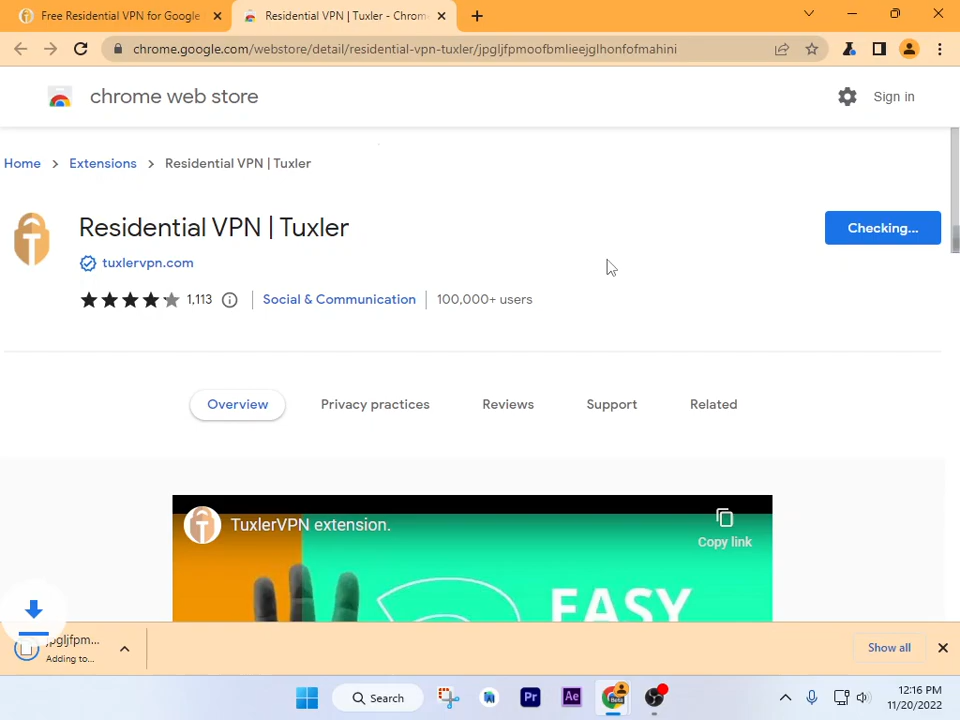 Free Residential VPN for Google
Residential VPN | Tuxler - Chrom
chrome.google.com/webstore/detail/residential-vpn-tuxler/jpgljfpmoofbmlieejglhonfofmahini
chrome web store
Sign in
Home > Extensions > Residential VPN | Tuxler
Residential VPN | Tuxler
Checking...
tuxlervpn.com
1,113
Social & Communication
100,000+ users
Overview
Privacy practices
Reviews
Support
Related
TuxlerVPN extension.
Copy link
EASY
jpgljfpm...
Adding to...
Show all
Search
Pr
Ae
12:16 PM
11/20/2022